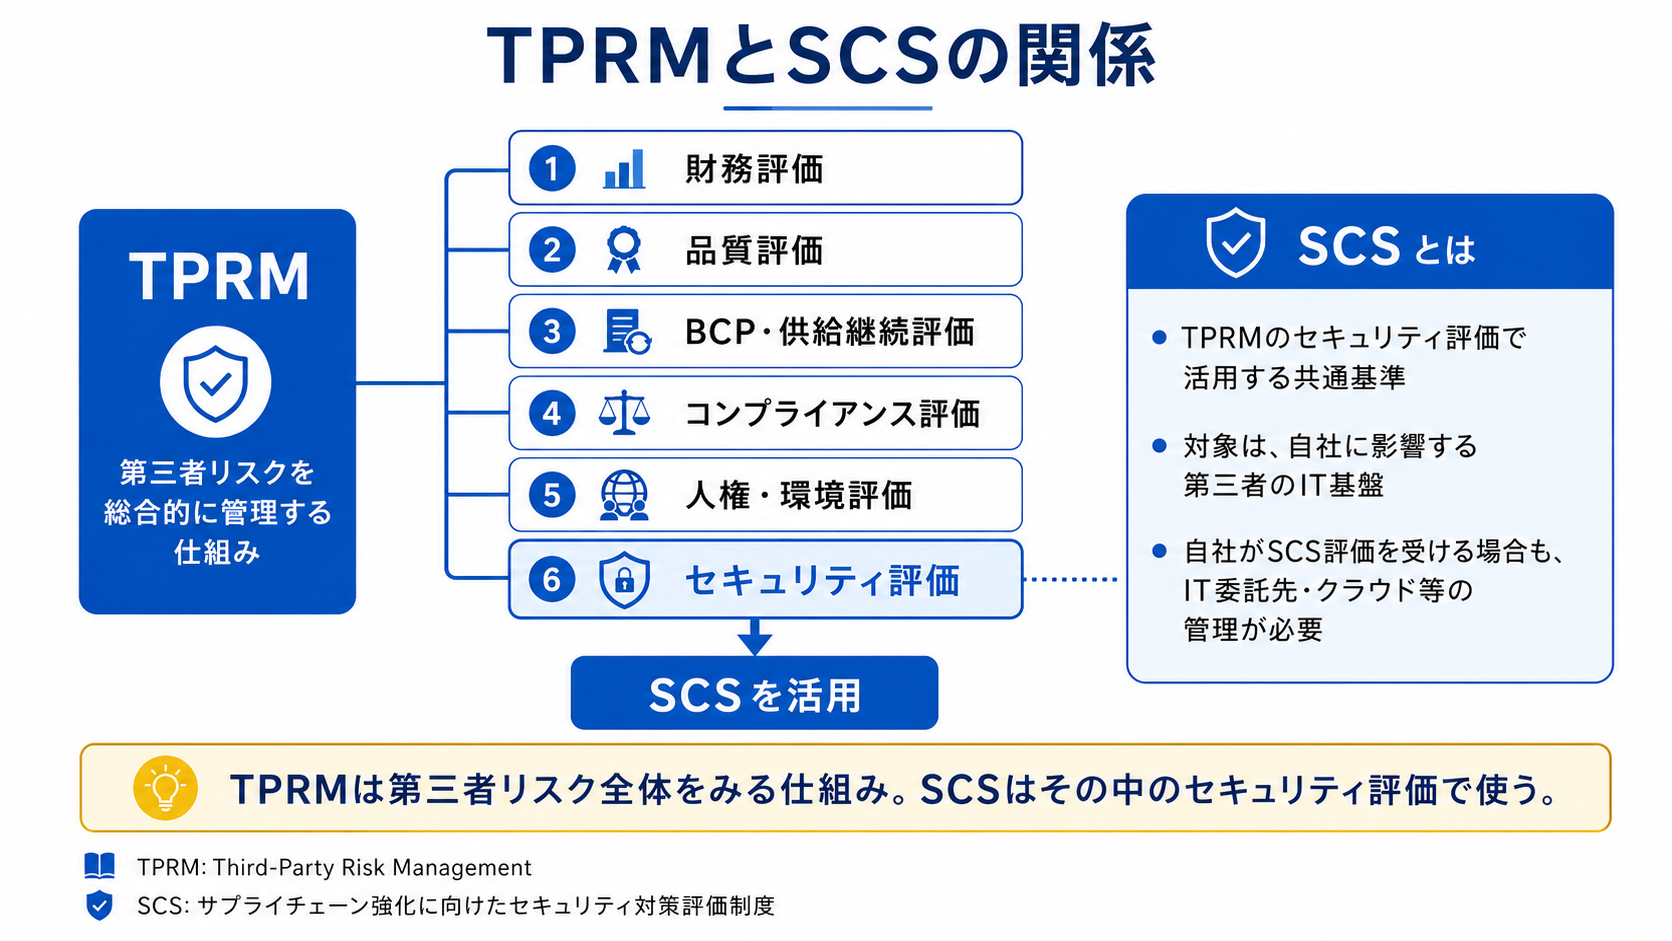 TPRMとSCSの関係
TPRM
第三者リスクを
総合的に管理する
仕組み
1 財務評価
2 品質評価
3 BCP・供給継続評価
4 コンプライアンス評価
5 人権・環境評価
6 セキュリティ評価
SCSを活用
SCSとは
• TPRMのセキュリティ評価で
活用する共通基準
• 対象は、自社に影響する
第三者のIT基盤
• 自社がSCS評価を受ける場合も、
IT委託先・クラウド等の
管理が必要
TPRMは第三者リスク全体をみる仕組み。SCSはその中のセキュリティ評価で使う。
TPRM: Third-Party Risk Management
SCS: サプライチェーン強化に向けたセキュリティ対策評価制度